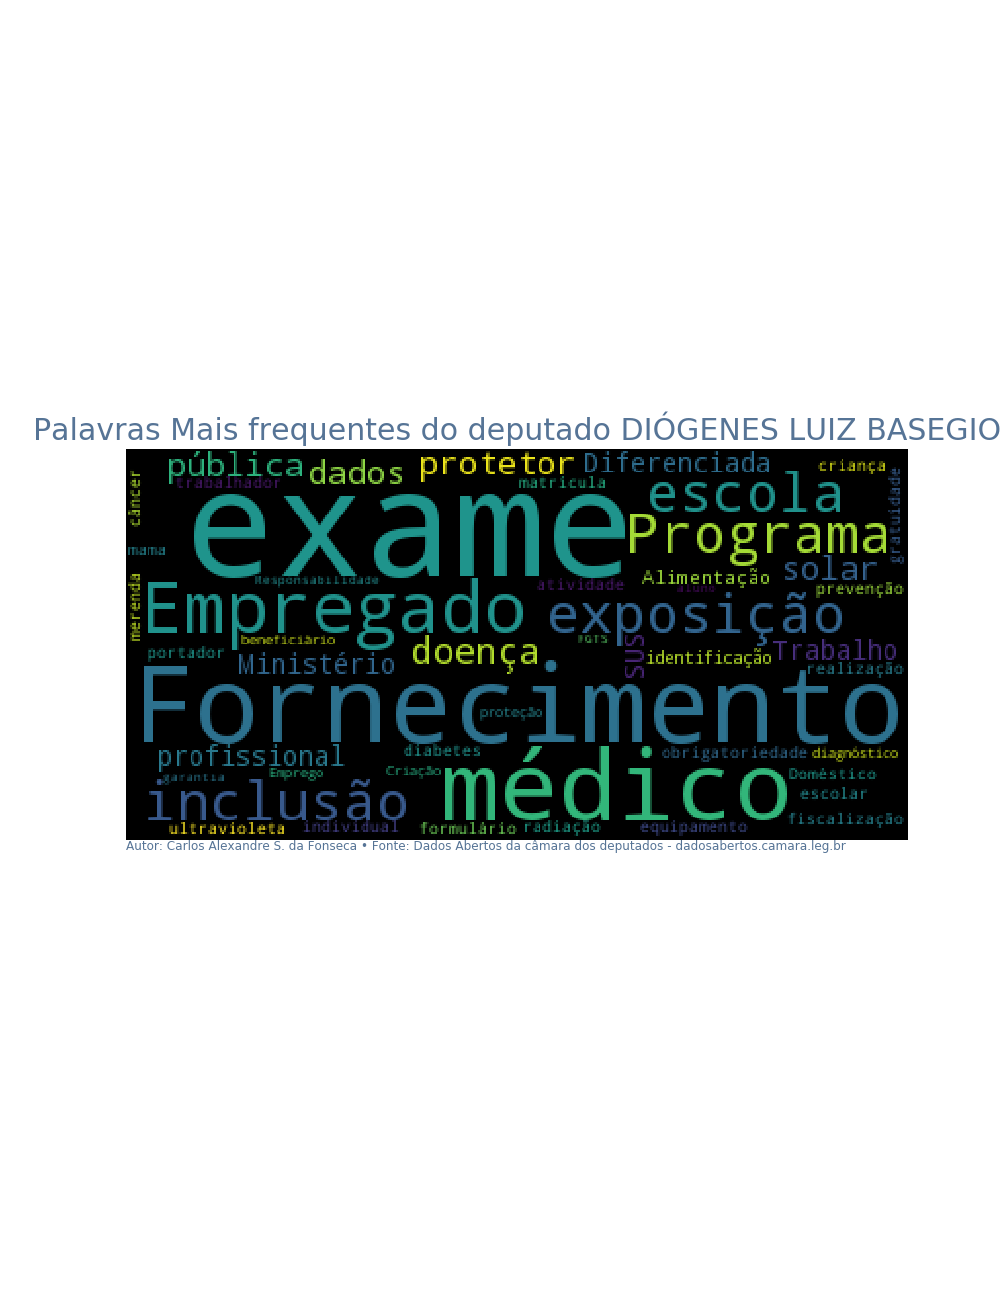 Palavras Mais frequentes do deputado DIÓGENES LUIZ BASEGIO
pública
dados
protetor
Diferenciada
criança
câncer
trabalhador
matrícula
gratuidade
exame
escola
Programa
mama
solar
merenda
Responsabilidade
atividade
Alimentação
aluno
prevenção
Empregado
exposição
beneficiário
FGTS
SUS
portador
Ministério
doença
identificação
Trabalho
realização
Fornecimento
proteção
profissional
diabetes
obrigatoriedade
diagnóstico
garantia
Emprego
Criação
médico
Doméstico
inclusão
escolar
ultravioleta
individual
formulário
radiação
equipamento
fiscalização
Autor: Carlos Alexandre S. da Fonseca • Fonte: Dados Abertos da câmara dos deputados - dadosabertos.camara.leg.br